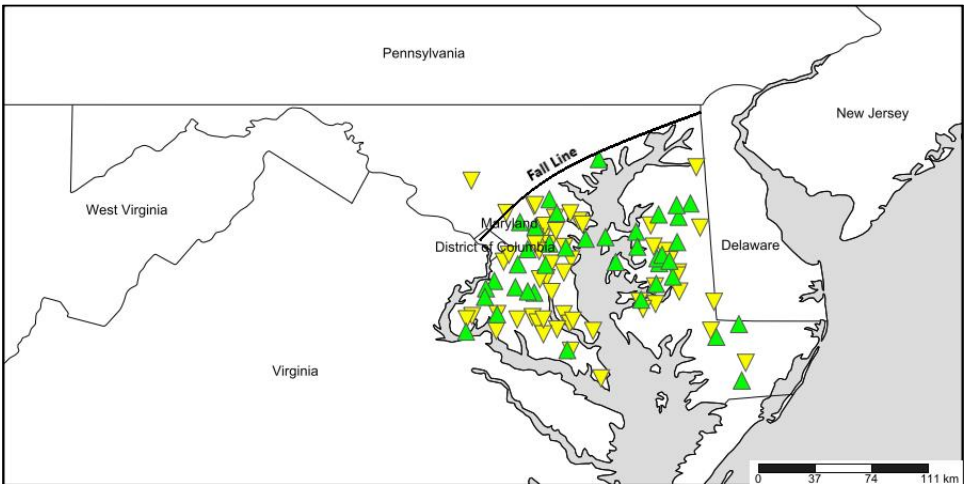 Pennsylvania
New Jersey
Fall Line
West Virginia
Maryland
District of Columbia
Delaware
Virginia
0 37 74 111 km